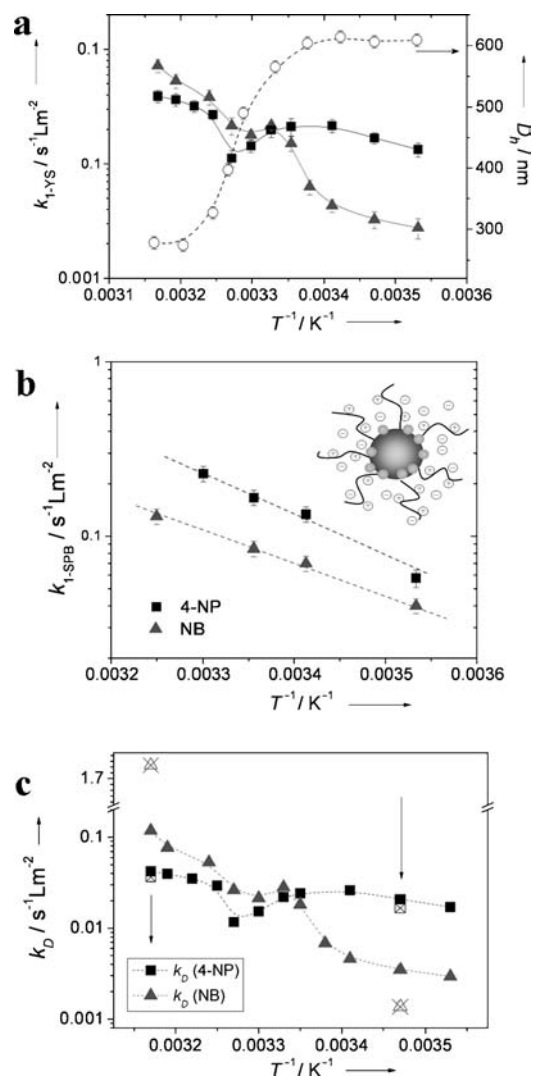 a
k1-YS / s-1Lm-2
0.1
0.1
0.001
600
500
400
300
Dh / nm
0.0031 0.0032 0.0033 0.0034 0.0035 0.0036
T−1/ K−1
b
k1-SPB / s-1Lm-2
1
0.1
4-NP
NB
0.0032 0.0033 0.0034 0.0035 0.0036
T−1/ K−1
c
kD / s-1Lm-2
1.7
0.1
0.01
0.001
kD (4-NP)
kD (NB)
0.0032 0.0033 0.0034 0.0035
T−1/ K−1